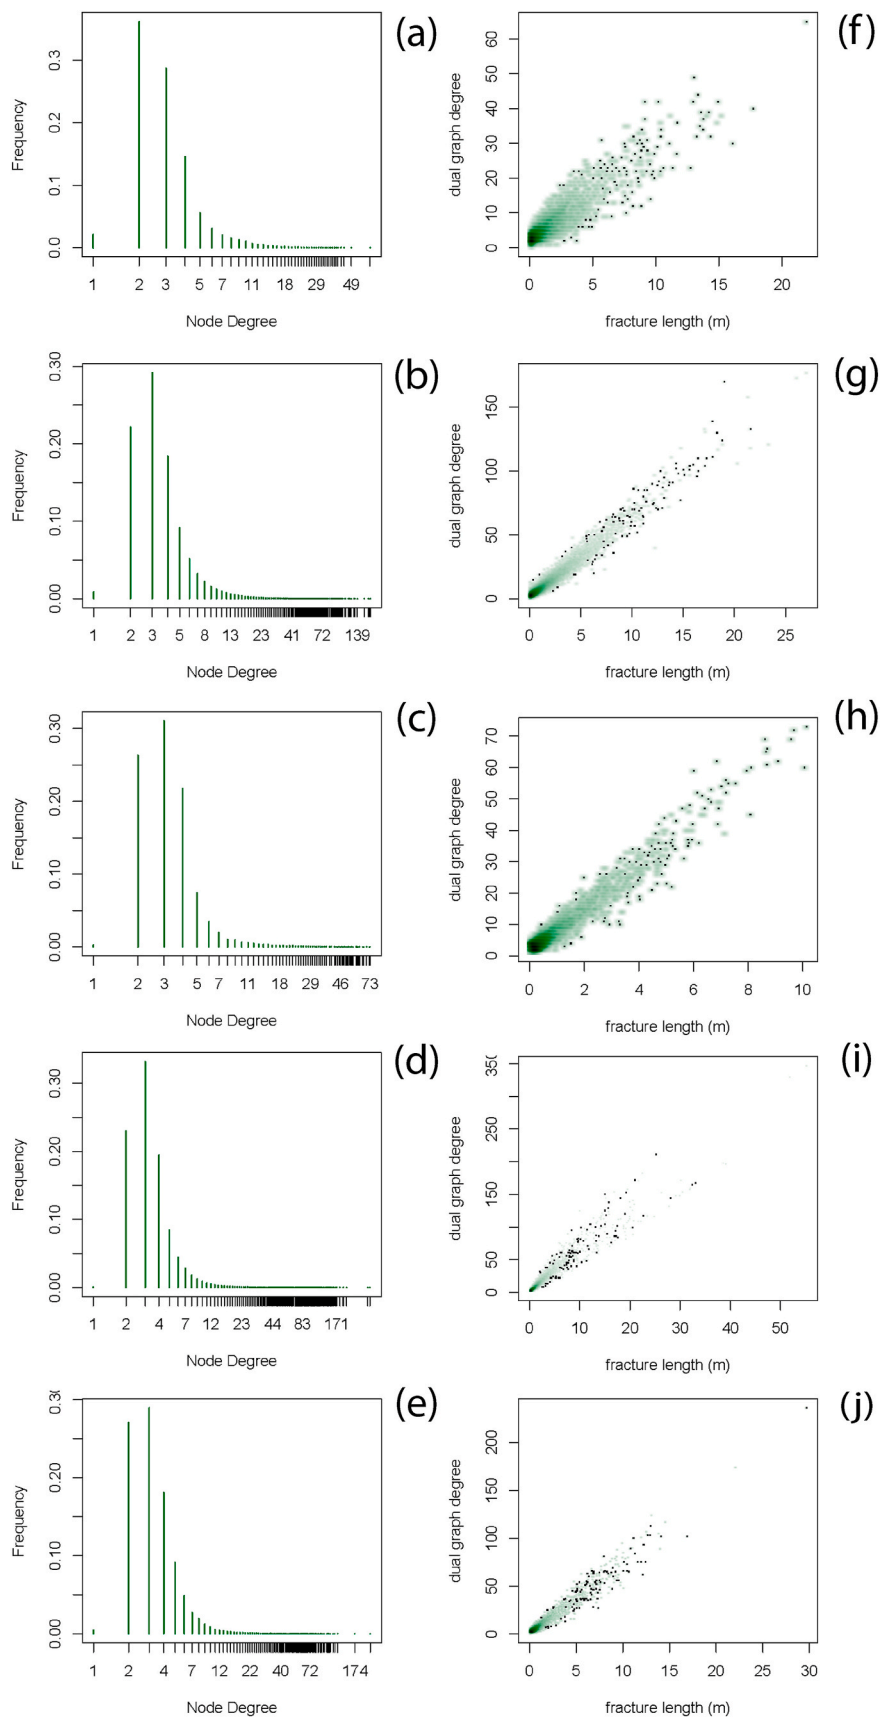 (a)
Frequency
0.3
0.2
0.1
0.0
1 2 3 5 7 11 18 29 49
Node Degree
(f)
dual graph degree
60
50
40
30
20
10
0
0 5 10 15 20
fracture length (m)
(b)
Frequency
0.30
0.20
0.10
0.00
1 2 3 5 8 13 23 41 72 139
Node Degree
(g)
dual graph degree
150
100
50
0
0 5 10 15 20 25
fracture length (m)
(c)
Frequency
0.30
0.20
0.10
0.00
1 2 3 5 7 11 18 29 46 73
Node Degree
(h)
dual graph degree
70
60
50
40
30
20
10
0
0 2 4 6 8 10
fracture length (m)
(d)
Frequency
0.30
0.20
0.10
0.00
1 2 4 7 12 23 44 83 171
Node Degree
(i)
dual graph degree
350
250
150
50
0
0 10 20 30 40 50
fracture length (m)
(e)
Frequency
0.30
0.20
0.10
0.00
1 2 4 7 12 22 40 72 174
Node Degree
(j)
dual graph degree
200
150
100
50
0
0 5 10 15 20 25 30
fracture length (m)